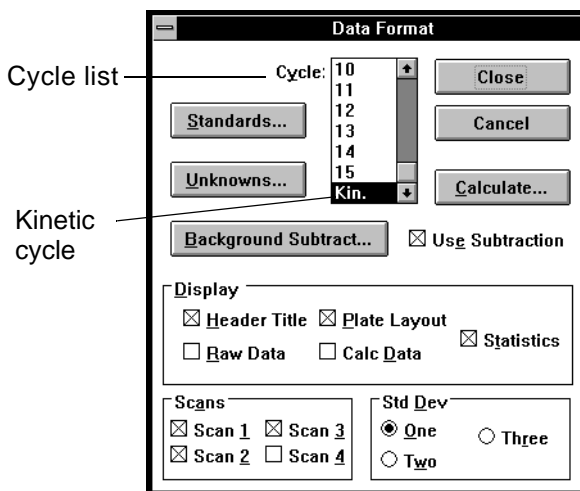 Data Format
Cycle list
Cycle:
10
11
12
13
14
15
Kin.
Close
Cancel
Standards...
Unknowns...
Calculate...
Kinetic
cycle
Background Subtract...
Use Subtraction
Display
Header Title
Plate Layout
Statistics
Raw Data
Calc Data
Scans
Scan 1
Scan 3
Scan 2
Scan 4
Std Dev
One
Three
Two